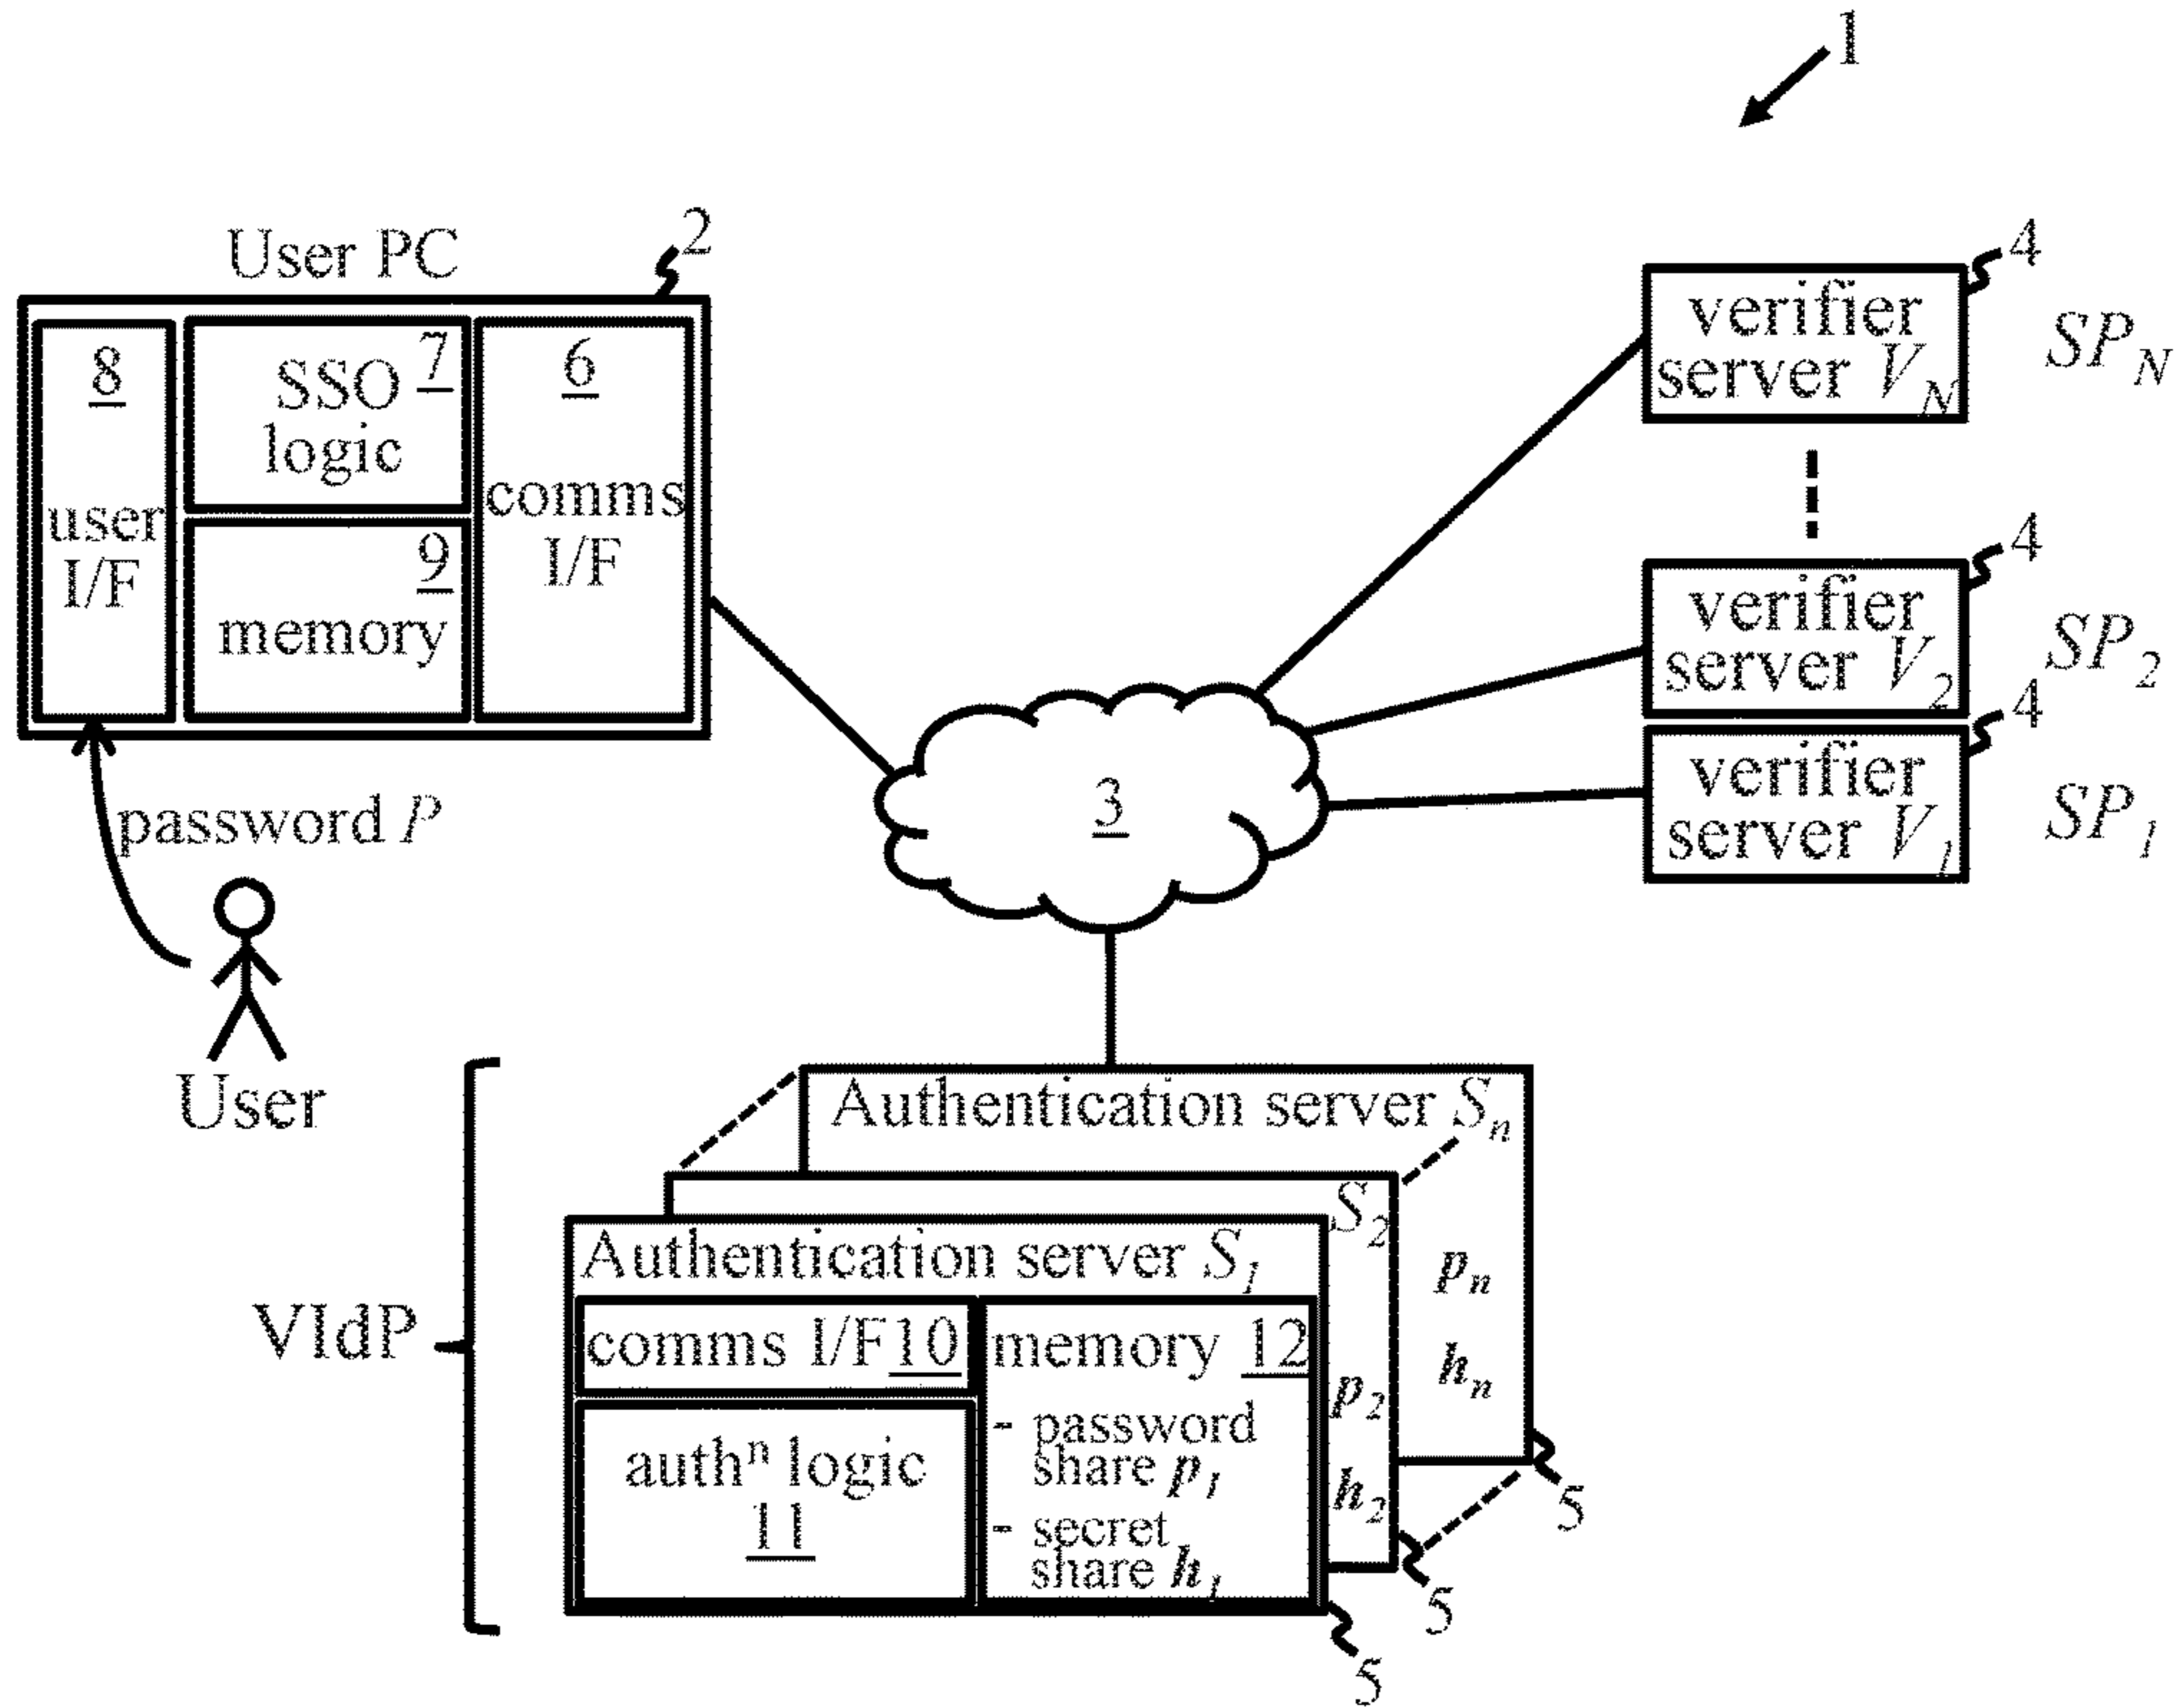 1
User PC
2
8
user
I/F
SSO 7
logic
9
memory
6
comms
I/F
password P
User
3
4
verifier
server V_N
SP_N
4
verifier
server V_2
SP_2
4
verifier
server V_1
SP_1
VIdP
Authentication server S_n
p_n
h_n
5
S_2
p_2
h_2
5
Authentication server S_1
comms I/F 10
authⁿ logic
11
memory 12
- password
share p_1
- secret
share h_1
5